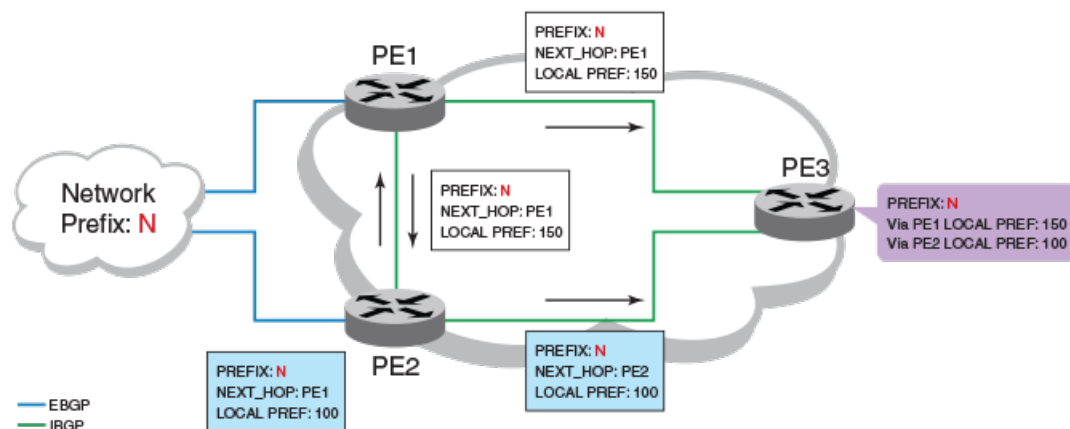 PREFIX: N
NEXT_HOP: PE1
LOCAL PREF: 150
PE1
Network
Prefix: N
PREFIX: N
NEXT_HOP: PE1
LOCAL PREF: 150
PE3
PREFIX: N
Via PE1 LOCAL PREF: 150
Via PE2 LOCAL PREF: 100
PE2
PREFIX: N
NEXT_HOP: PE2
LOCAL PREF: 100
PREFIX: N
NEXT_HOP: PE1
LOCAL PREF: 100
EBGP
IBGP